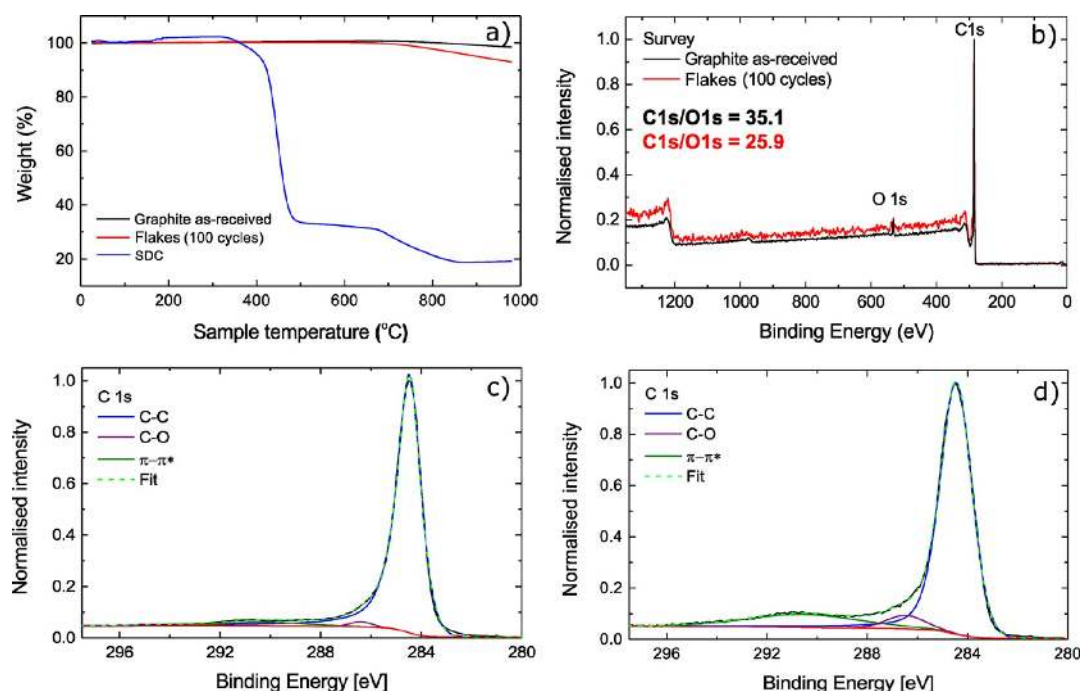 a)
100
80
60
40
20
Weight (%)
Graphite as-received
Flakes (100 cycles)
SDC
0 200 400 600 800 1000
Sample temperature (°C)
b)
C1s
Survey
Graphite as-received
Flakes (100 cycles)
C1s/O1s = 35.1
C1s/O1s = 25.9
O 1s
1.0
0.8
0.6
0.4
0.2
0.0
Normalised intensity
1200 1000 800 600 400 200 0
Binding Energy (eV)
c)
C 1s
C-C
C-O
π-π*
Fit
1.0
0.8
0.6
0.4
0.2
0.0
Normalised intensity
296 292 288 284 280
Binding Energy [eV]
d)
C 1s
C-C
C-O
π-π*
Fit
1.0
0.8
0.6
0.4
0.2
0.0
Normalised intensity
296 292 288 284 280
Binding Energy [eV]